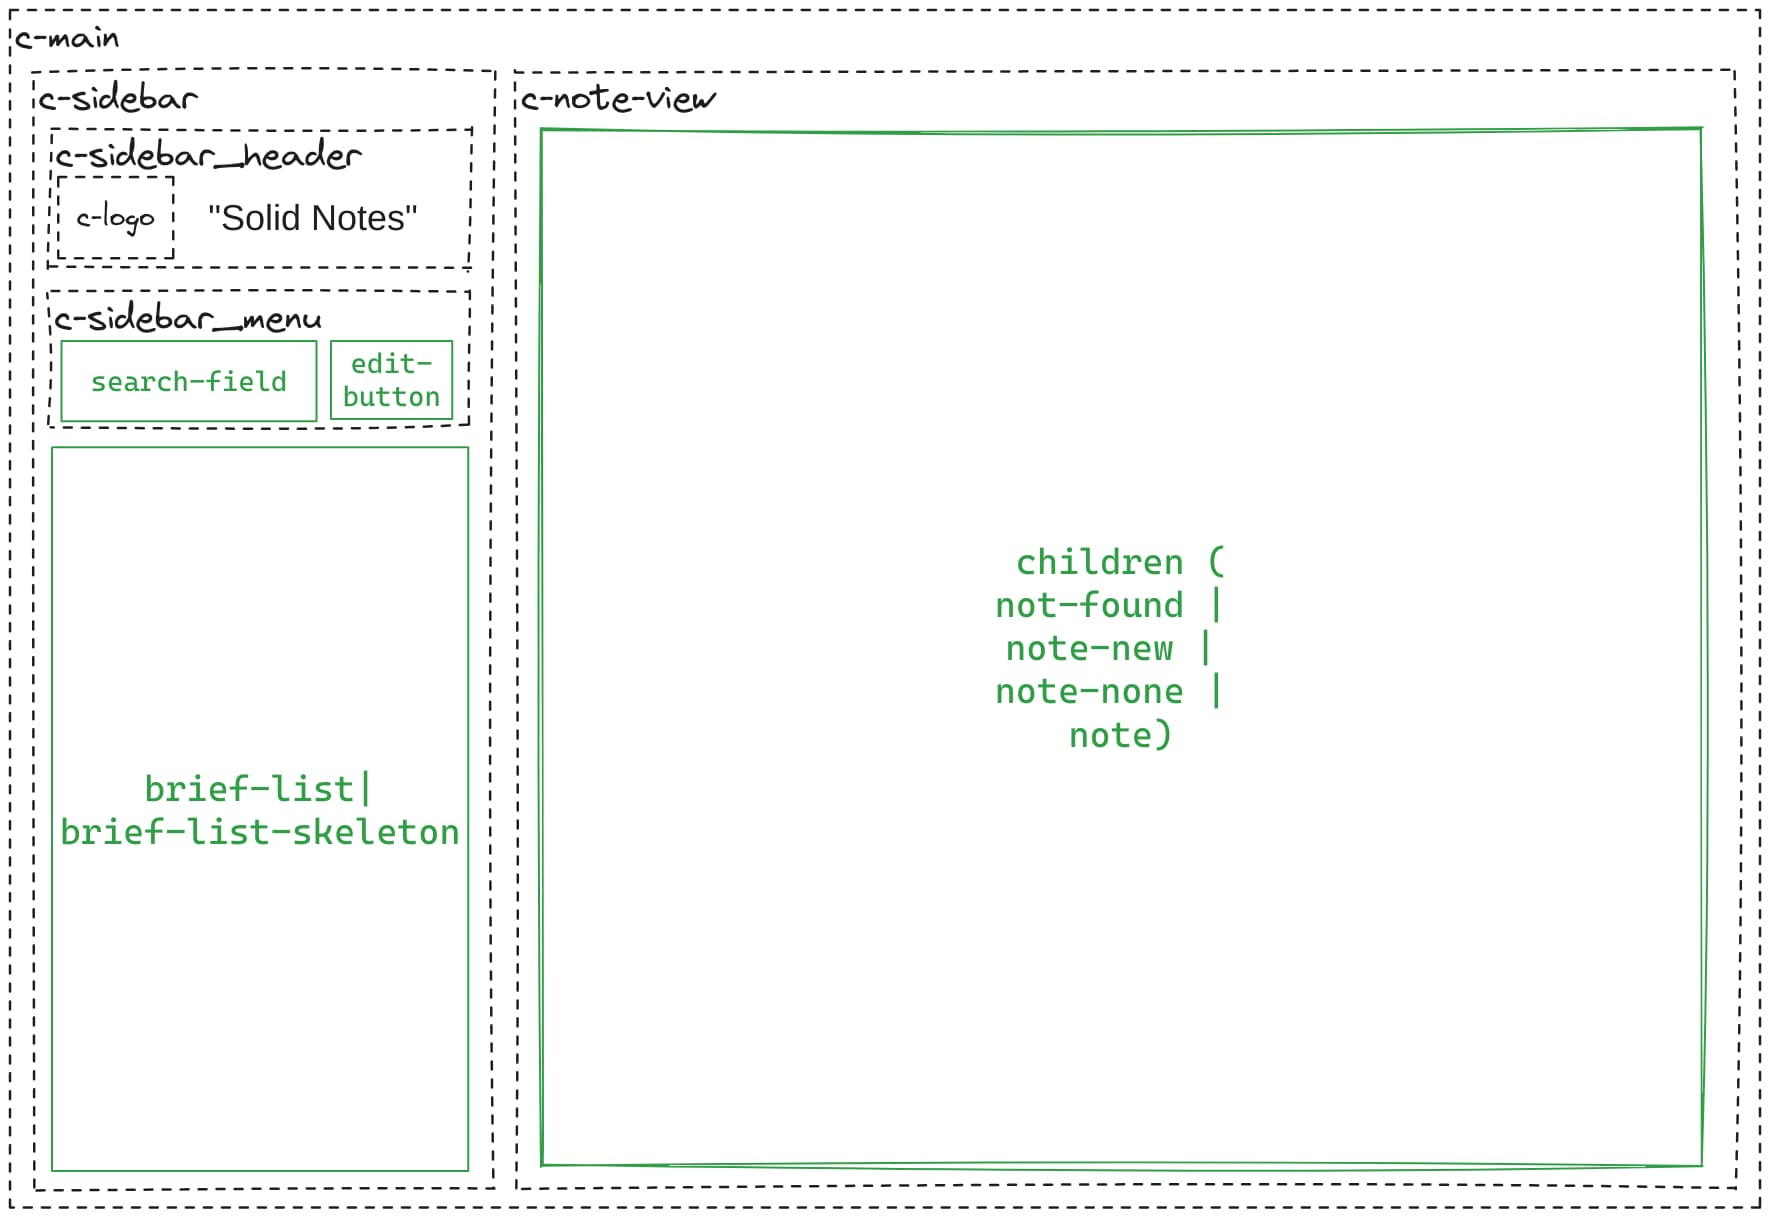 c-main
c-sidebar
c-sidebar__header
c-logo
"Solid Notes"
c-sidebar__menu
search-field
edit-
button
brief-list|
brief-list-skeleton
c-note-view
children (
not-found |
note-new |
note-none |
note)